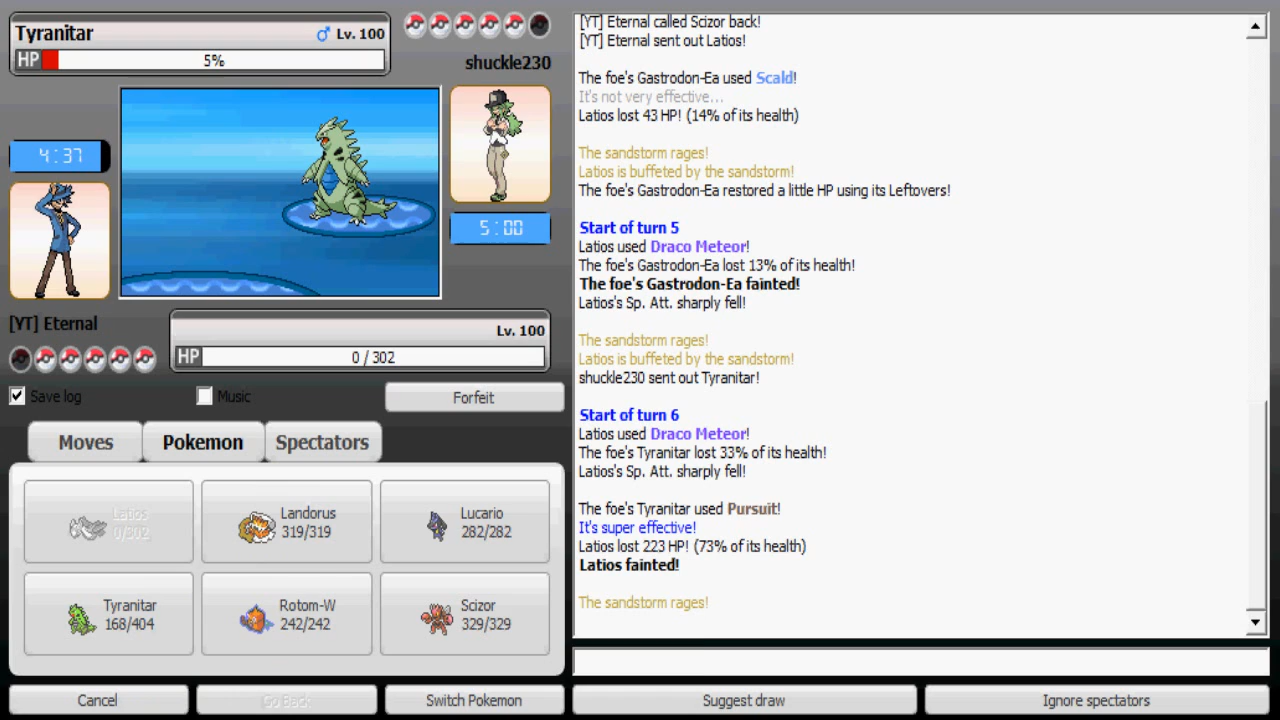 Tyranitar ♂ Lv. 100
HP 5%
shuckle230
4:37
5:00
[YT] Eternal
Lv. 100
HP 0 / 302
Save log
Music
Forfeit
Moves
Pokemon
Spectators
Latios
0/302
Landorus
319/319
Lucario
282/282
Tyranitar
168/404
Rotom-W
242/242
Scizor
329/329
Cancel
Go Back
Switch Pokemon
[YT] Eternal called Scizor back!
[YT] Eternal sent out Latios!
The foe's Gastrodon-Ea used Scald!
It's not very effective...
Latios lost 43 HP! (14% of its health)
The sandstorm rages!
Latios is buffeted by the sandstorm!
The foe's Gastrodon-Ea restored a little HP using its Leftovers!
Start of turn 5
Latios used Draco Meteor!
The foe's Gastrodon-Ea lost 13% of its health!
The foe's Gastrodon-Ea fainted!
Latios's Sp. Att. sharply fell!
The sandstorm rages!
Latios is buffeted by the sandstorm!
shuckle230 sent out Tyranitar!
Start of turn 6
Latios used Draco Meteor!
The foe's Tyranitar lost 33% of its health!
Latios's Sp. Att. sharply fell!
The foe's Tyranitar used Pursuit!
It's super effective!
Latios lost 223 HP! (73% of its health)
Latios fainted!
The sandstorm rages!
Suggest draw
Ignore spectators